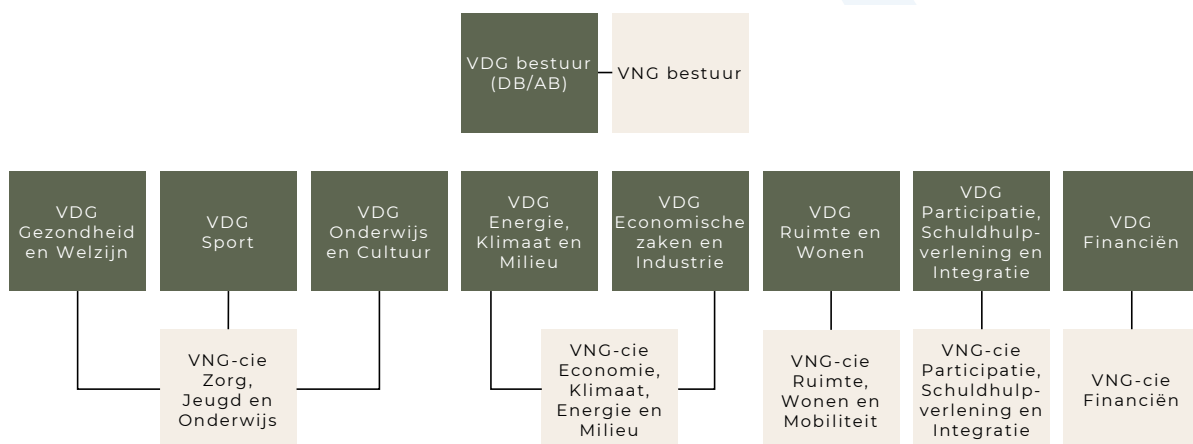 VDG bestuur
(DB/AB)
VNG bestuur
VDG
Gezondheid
en Welzijn
VDG
Sport
VDG
Onderwijs
en Cultuur
VDG
Energie,
Klimaat en
Milieu
VDG
Economische
zaken en
Industrie
VDG
Ruimte en
Wonen
VDG
Participatie,
Schuldhulp-
verlening en
Integratie
VDG
Financiën
VNG-cie
Zorg,
Jeugd en
Onderwijs
VNG-cie
Economie,
Klimaat,
Energie en
Milieu
VNG-cie
Ruimte,
Wonen en
Mobiliteit
VNG-cie
Participatie,
Schuldhulp-
verlening en
Integratie
VNG-cie
Financiën